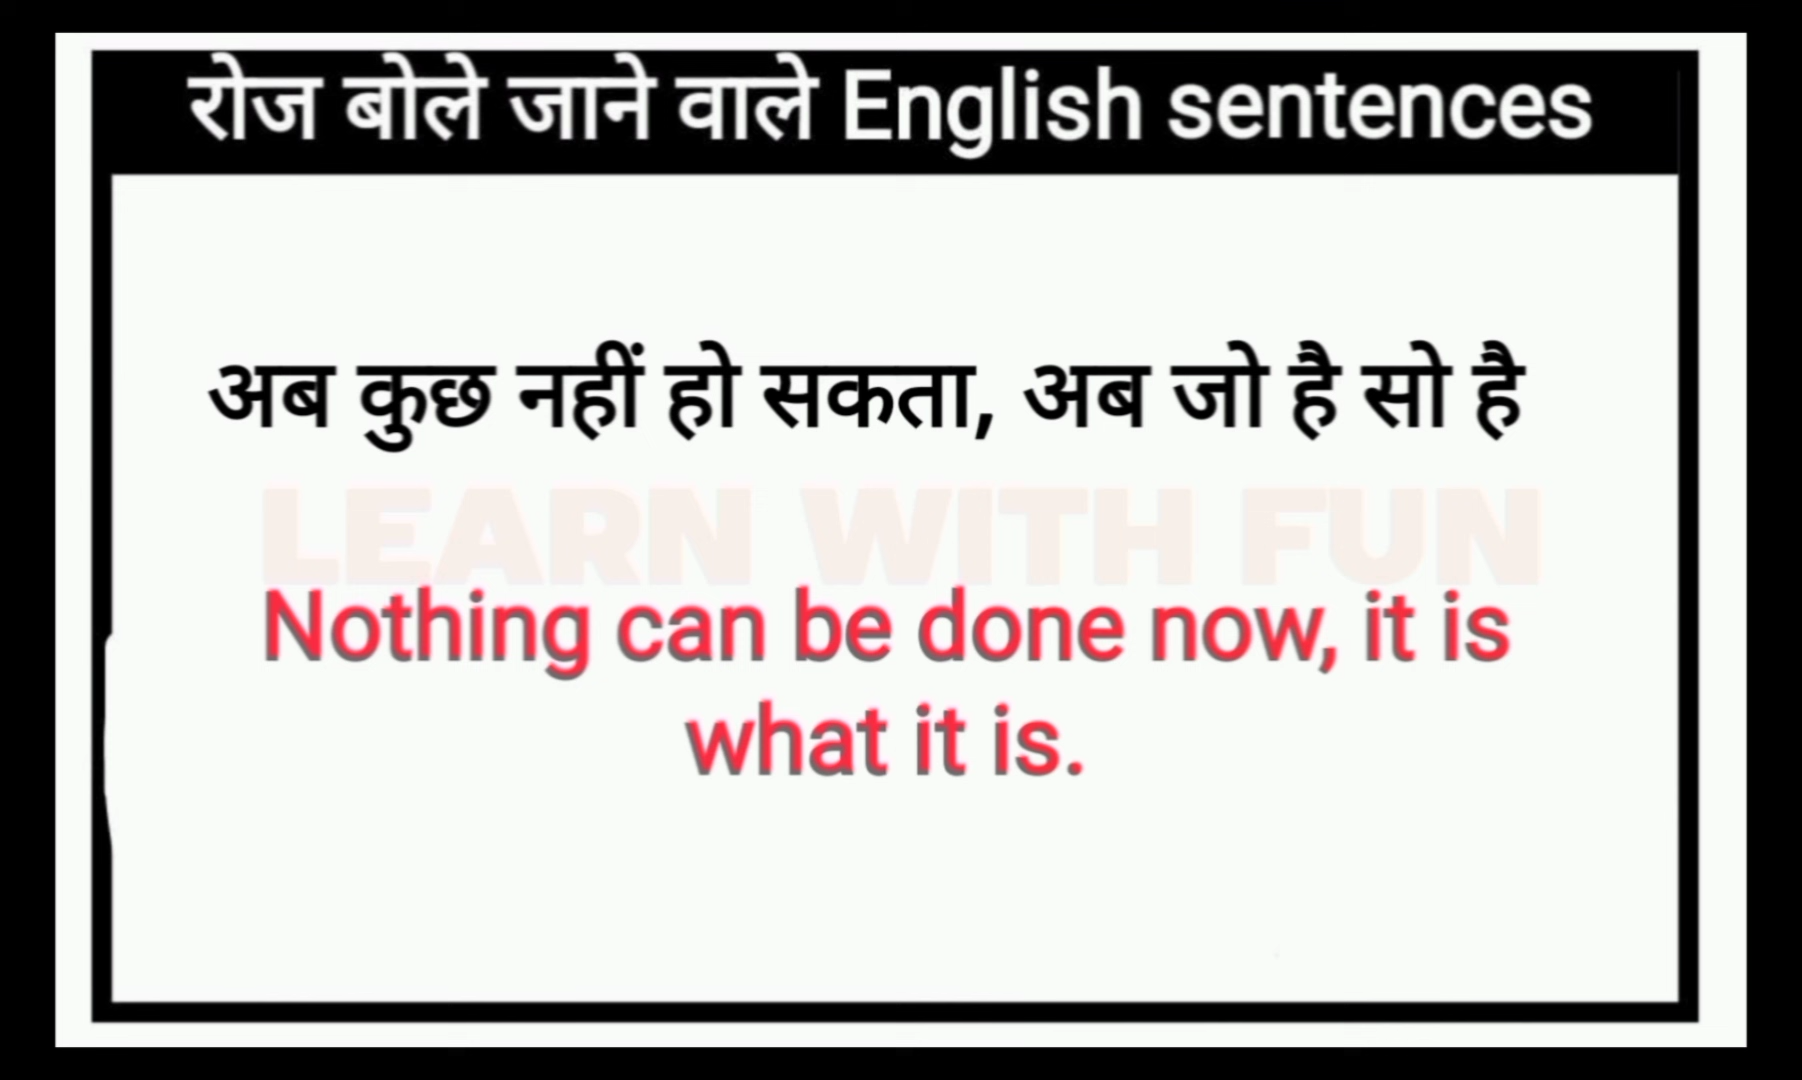 रोज बोले जाने वाले English sentences
अब कुछ नहीं हो सकता, अब जो है सो है
LEARN WITH FUN
Nothing can be done now, it is
what it is.